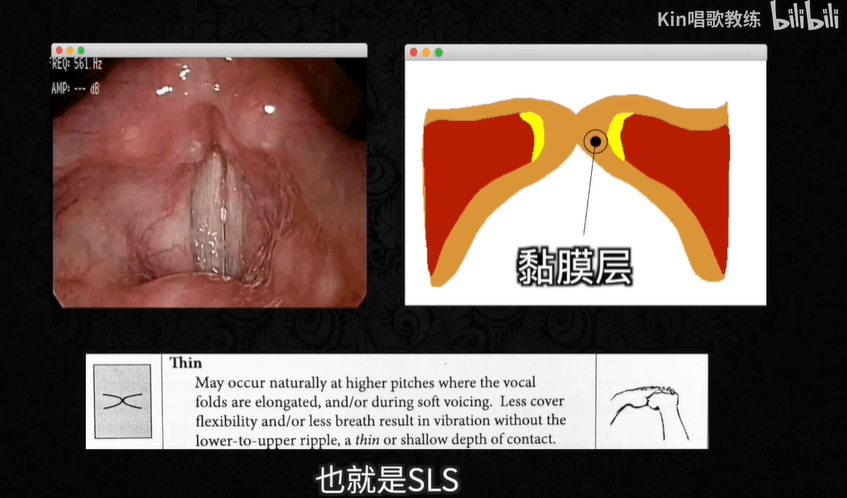 Kin唱歌教练 bilibili
FREQ: 561 Hz
AMP: --- dB
黏膜层
Thin
May occur naturally at higher pitches where the vocal
folds are elongated, and/or during soft voicing. Less cover
flexibility and/or less breath result in vibration without the
lower-to-upper ripple, a thin or shallow depth of contact.
也就是SLS